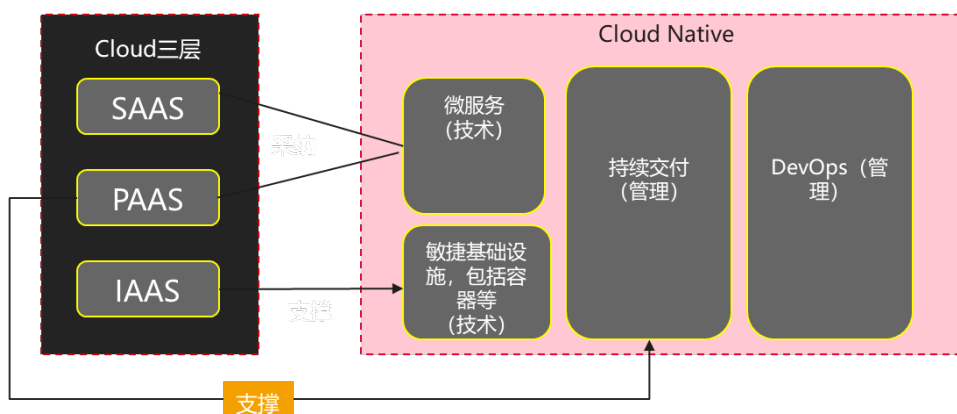 Cloud三层
SAAS
PAAS
IAAS
采纳
支撑
Cloud Native
微服务
（技术）
敏捷基础设
施，包括容
器等
（技术）
持续交付
（管理）
DevOps（管
理）
支撑